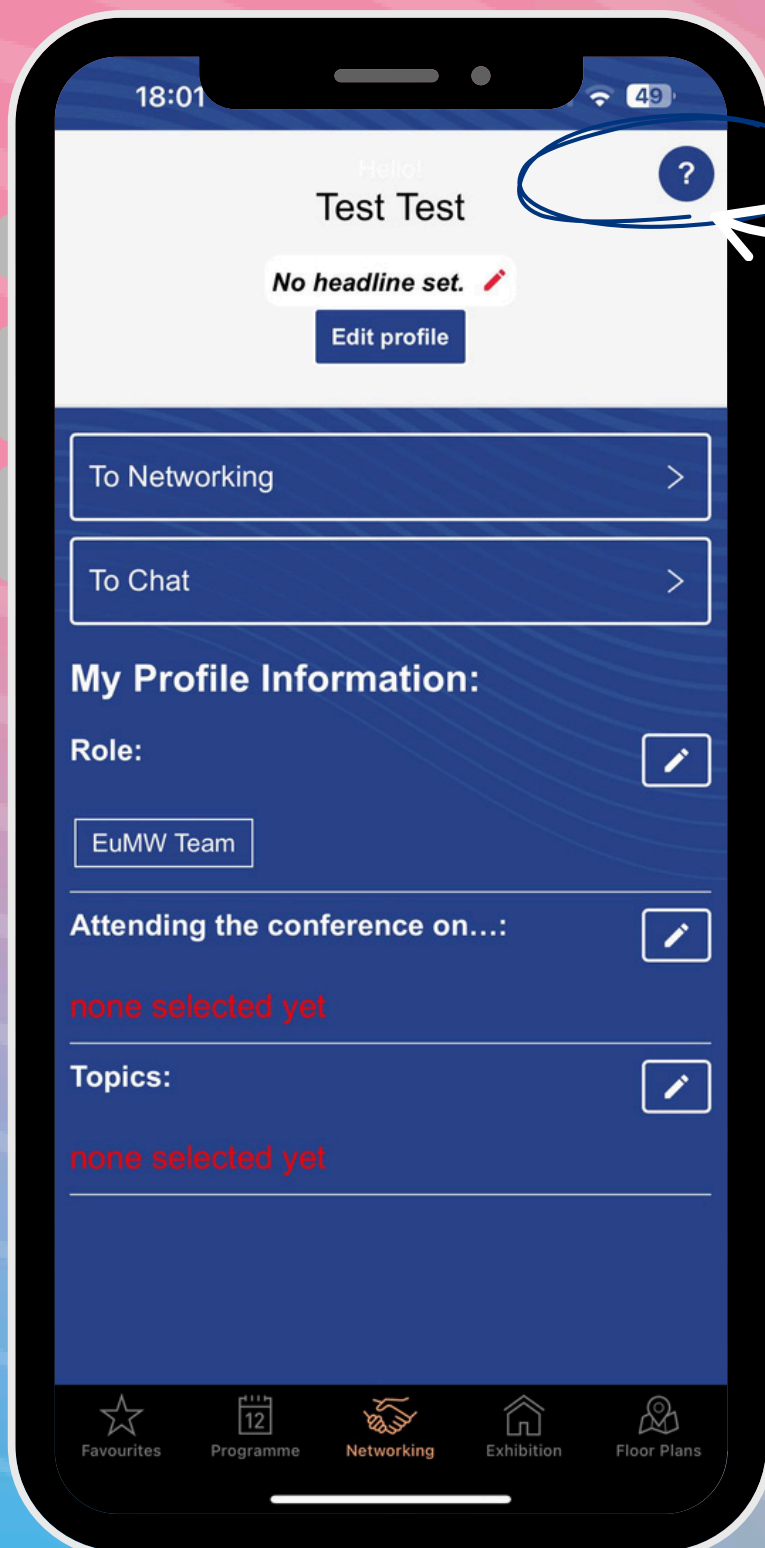 18:01
49
Hello!
?
Test Test
No headline set.
Edit profile
To Networking
To Chat
My Profile Information:
Role:
EuMW Team
Attending the conference on...:
none selected yet
Topics:
none selected yet
12
Favourites Programme Networking Exhibition Floor Plans